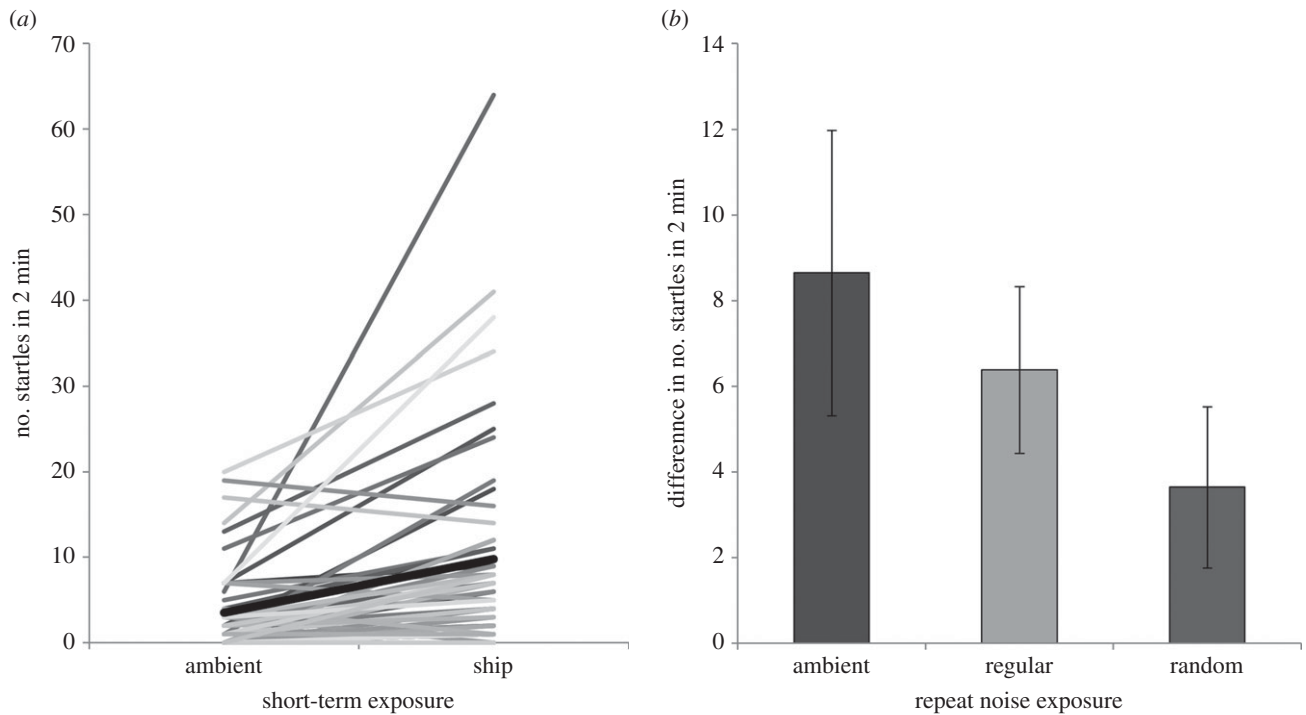 (a)
70
60
50
40
30
20
10
0
no. startles in 2 min
ambient
ship
short-term exposure
(b)
14
12
10
8
6
4
2
0
differennce in no. startles in 2 min
ambient
regular
random
repeat noise exposure